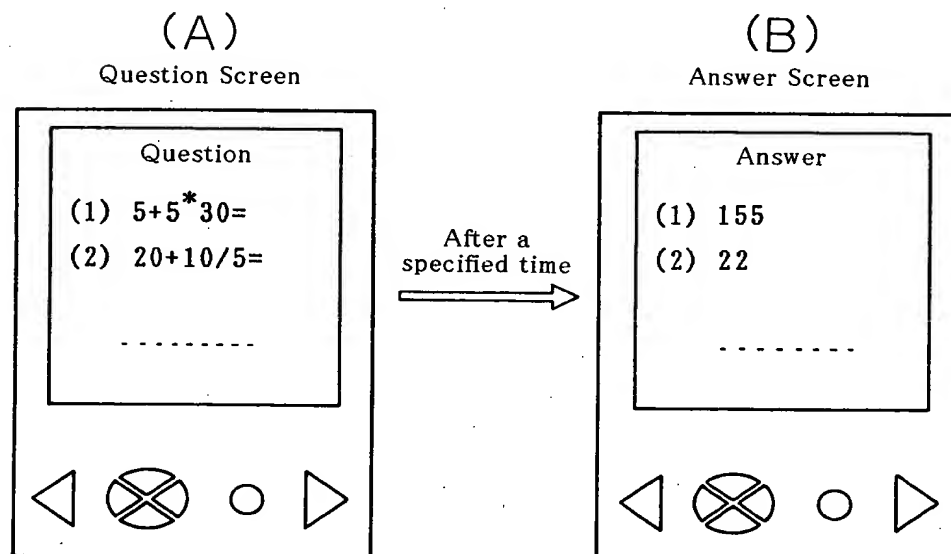 (A)
Question Screen
Question
(1) 5+5*30=
(2) 20+10/5=
---------
After a
specified time
(B)
Answer Screen
Answer
(1) 155
(2) 22
--------